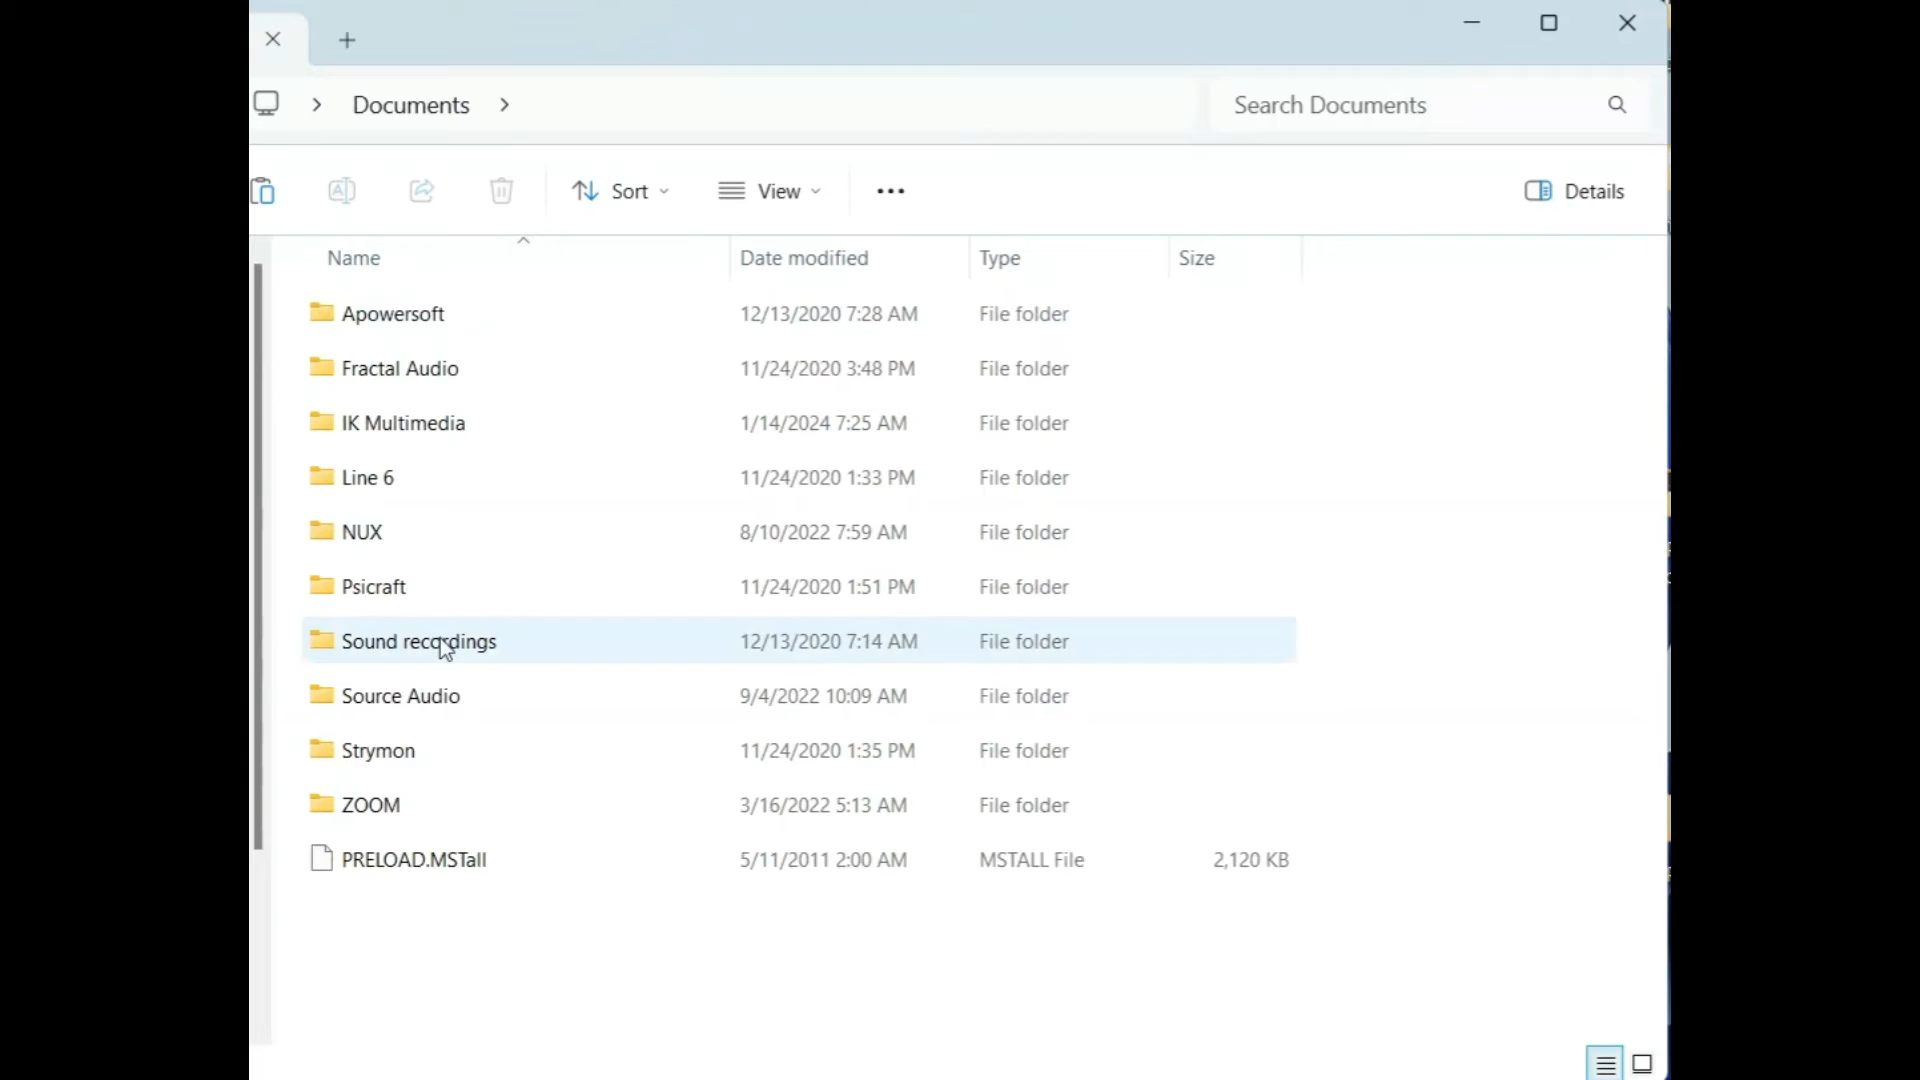 Documents
Search Documents
Sort
View
Details
Name
Date modified
Type
Size
Apowersoft 12/13/2020 7:28 AM File folder
Fractal Audio 11/24/2020 3:48 PM File folder
IK Multimedia 1/14/2024 7:25 AM File folder
Line 6 11/24/2020 1:33 PM File folder
NUX 8/10/2022 7:59 AM File folder
Psicraft 11/24/2020 1:51 PM File folder
Sound recordings 12/13/2020 7:14 AM File folder
Source Audio 9/4/2022 10:09 AM File folder
Strymon 11/24/2020 1:35 PM File folder
ZOOM 3/16/2022 5:13 AM File folder
PRELOAD.MSTall 5/11/2011 2:00 AM MSTALL File 2,120 KB